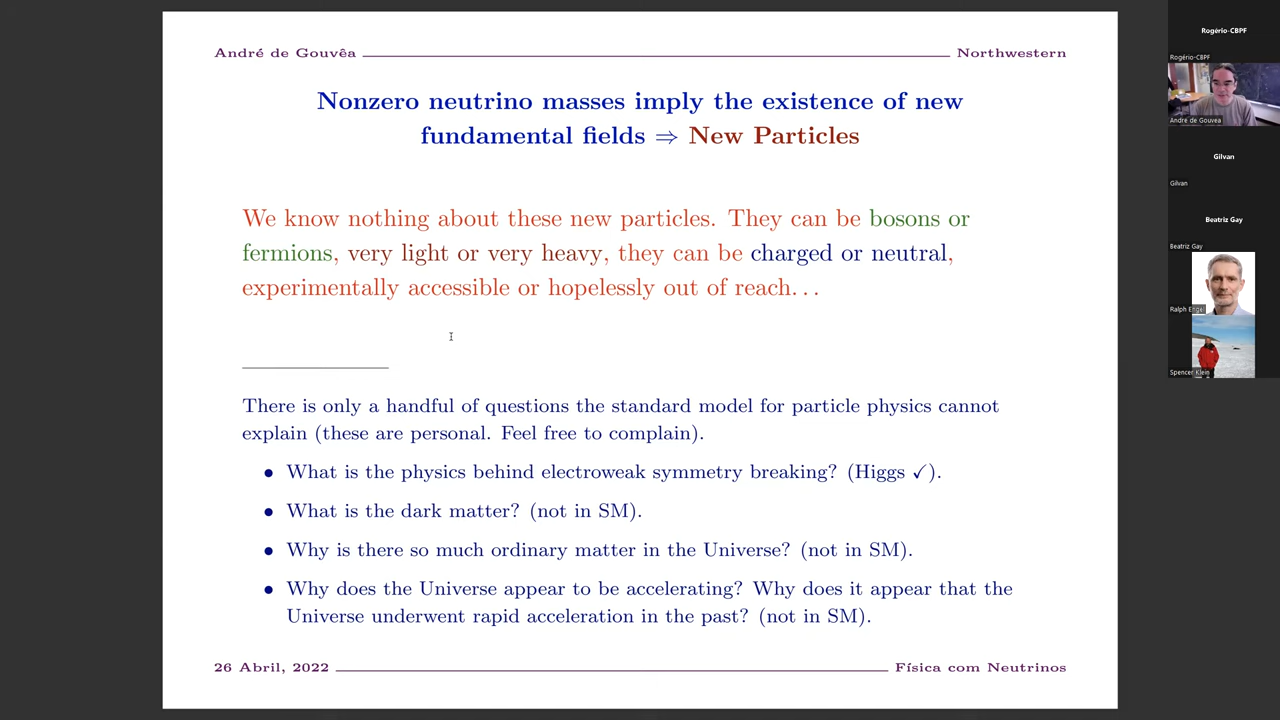 André de Gouvêa
Northwestern
Nonzero neutrino masses imply the existence of new
fundamental fields ⇒ New Particles
We know nothing about these new particles. They can be bosons or
fermions, very light or very heavy, they can be charged or neutral,
experimentally accessible or hopelessly out of reach...
There is only a handful of questions the standard model for particle physics cannot
explain (these are personal. Feel free to complain).
• What is the physics behind electroweak symmetry breaking? (Higgs ✓).
• What is the dark matter? (not in SM).
• Why is there so much ordinary matter in the Universe? (not in SM).
• Why does the Universe appear to be accelerating? Why does it appear that the
Universe underwent rapid acceleration in the past? (not in SM).
26 Abril, 2022
Física com Neutrinos
Rogério-CBPF
Rogério-CBPF
André de Gouvea
Gilvan
Gilvan
Beatriz Gay
Beatriz Gay
Ralph Engel
Spencer Klein